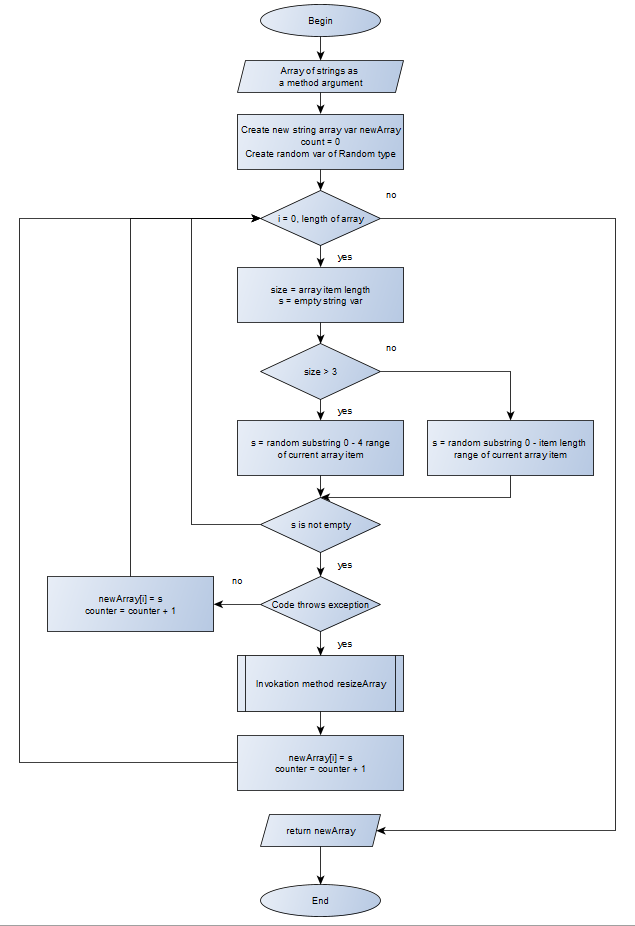 Begin
Array of strings as
a method argument
Create new string array var newArray
count = 0
Create random var of Random type
no
i = 0, length of array
yes
size = array item length
s = empty string var
no
size > 3
yes
s = random substring 0 - 4 range
of current array item
s = random substring 0 - item length
range of current array item
s is not empty
yes
no
Code throws exception
newArray[i] = s
counter = counter + 1
yes
Invokation method resizeArray
newArray[i] = s
counter = counter + 1
return newArray
End